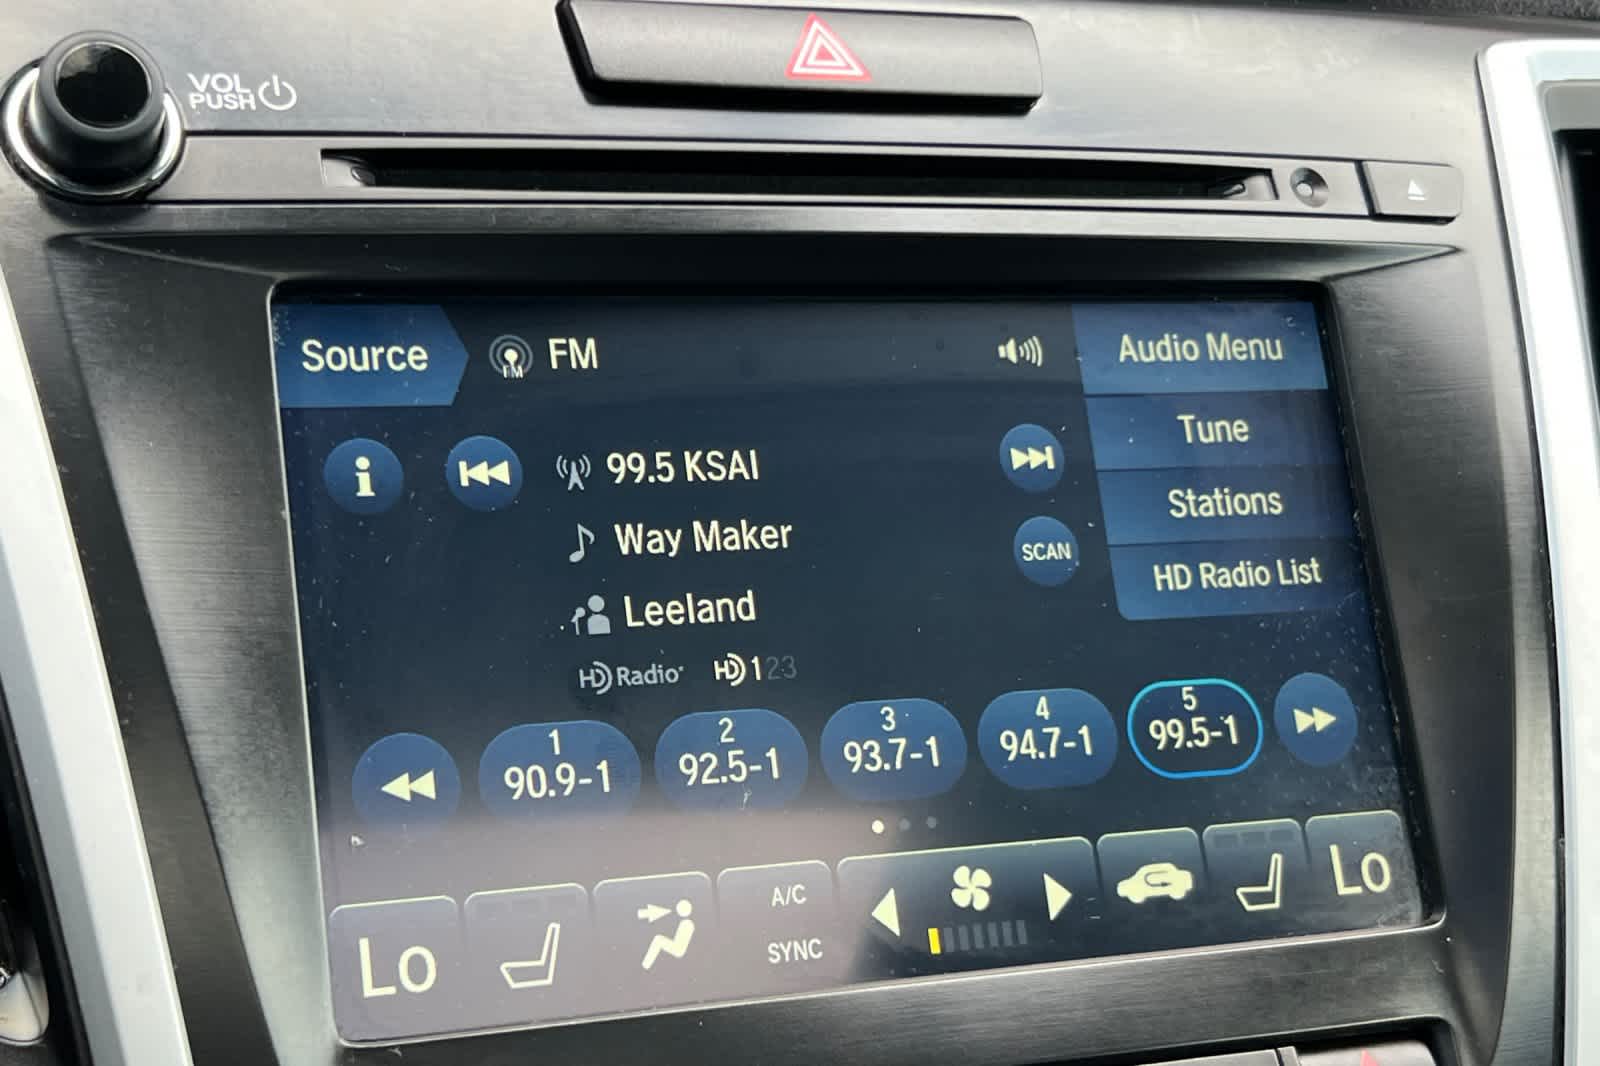 VOL
PUSH
Source
FM
FM
Audio Menu
Tune
Stations
HD Radio List
i
99.5 KSAI
Way Maker
SCAN
Leeland
HD Radio
HD 1 2 3
1
90.9-1
2
92.5-1
3
93.7-1
4
94.7-1
5
99.5-1
Lo
A/C
SYNC
Lo